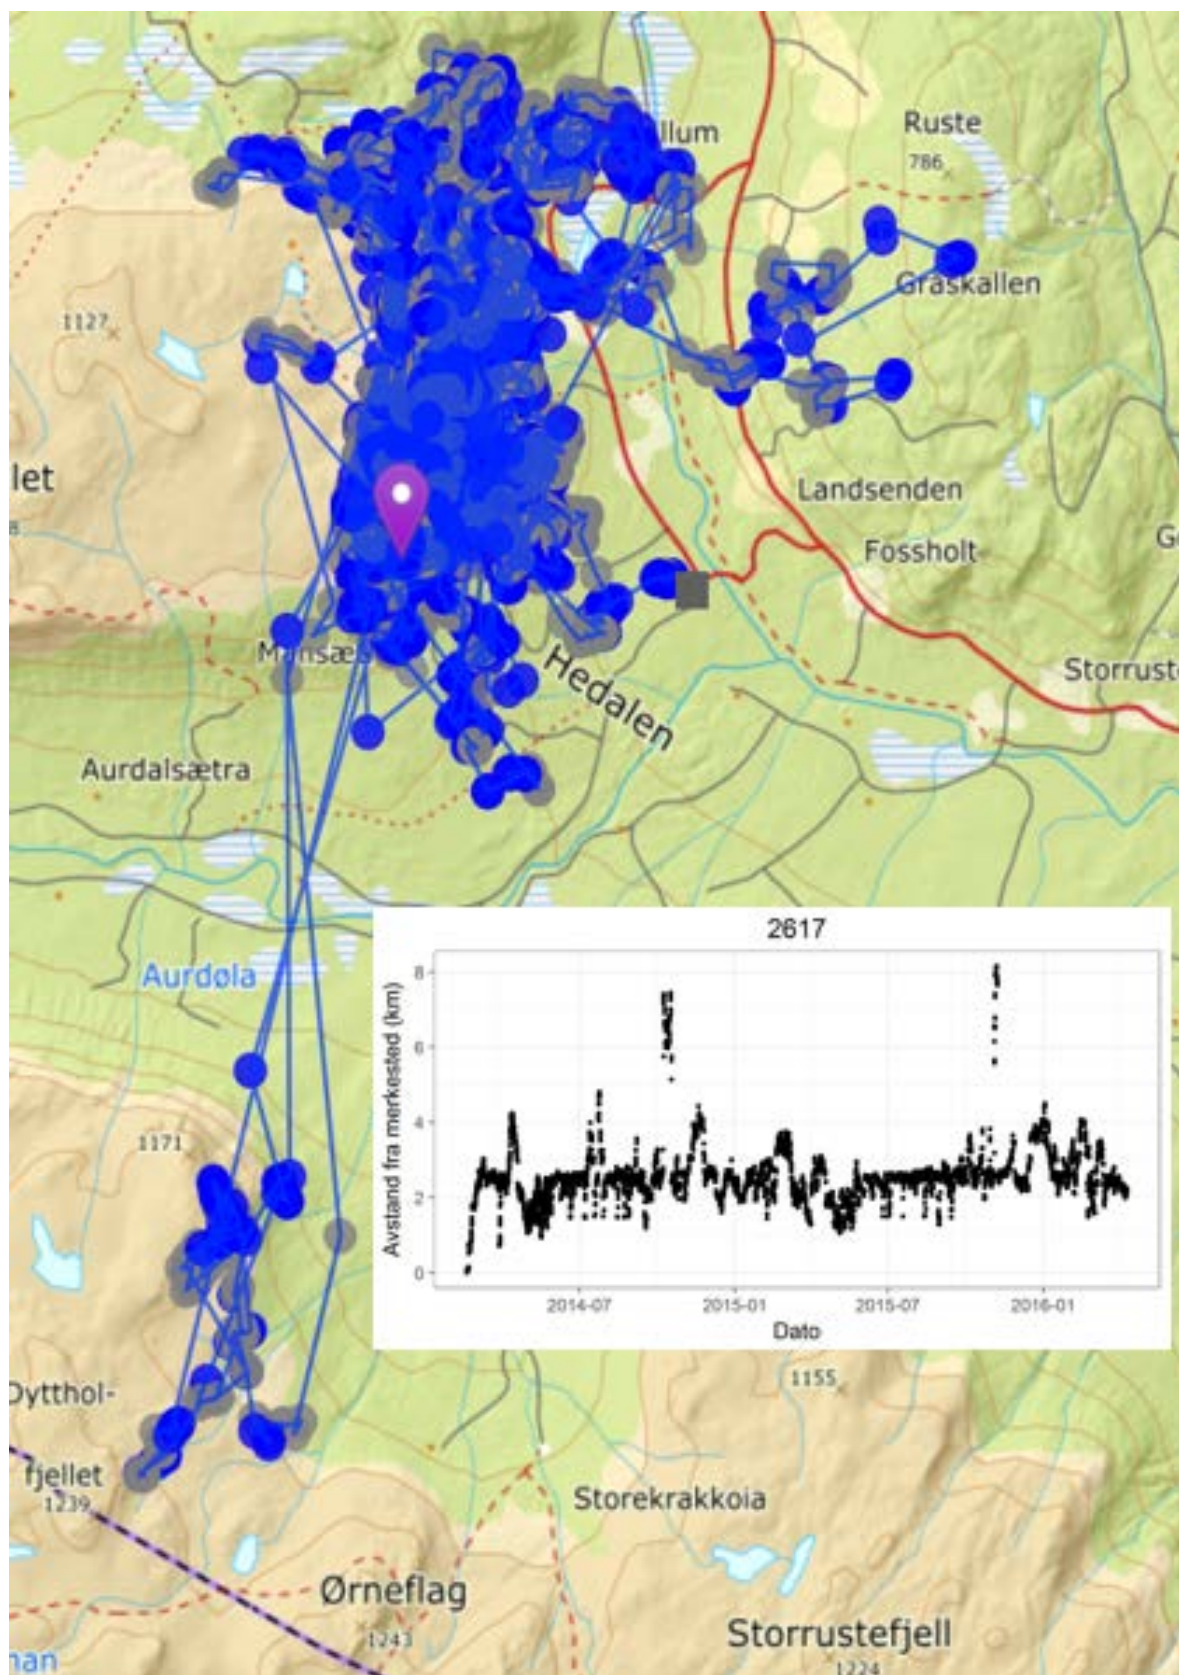 llum
Ruste
786
Gråskallen
1127
let
Landsenden
Fossholt
G
Storruste
Hedalen
Aurdalsætra
Aurdøla
1171
2617
8
6
4
2
0
Avstand fra merkested (km)
2014-07
2015-01
2015-07
2016-01
Dato
1155
Dytthol-
fjellet
1239
Storekrakkoia
Ørneflag
1243
Storrustefjell
1224
nan